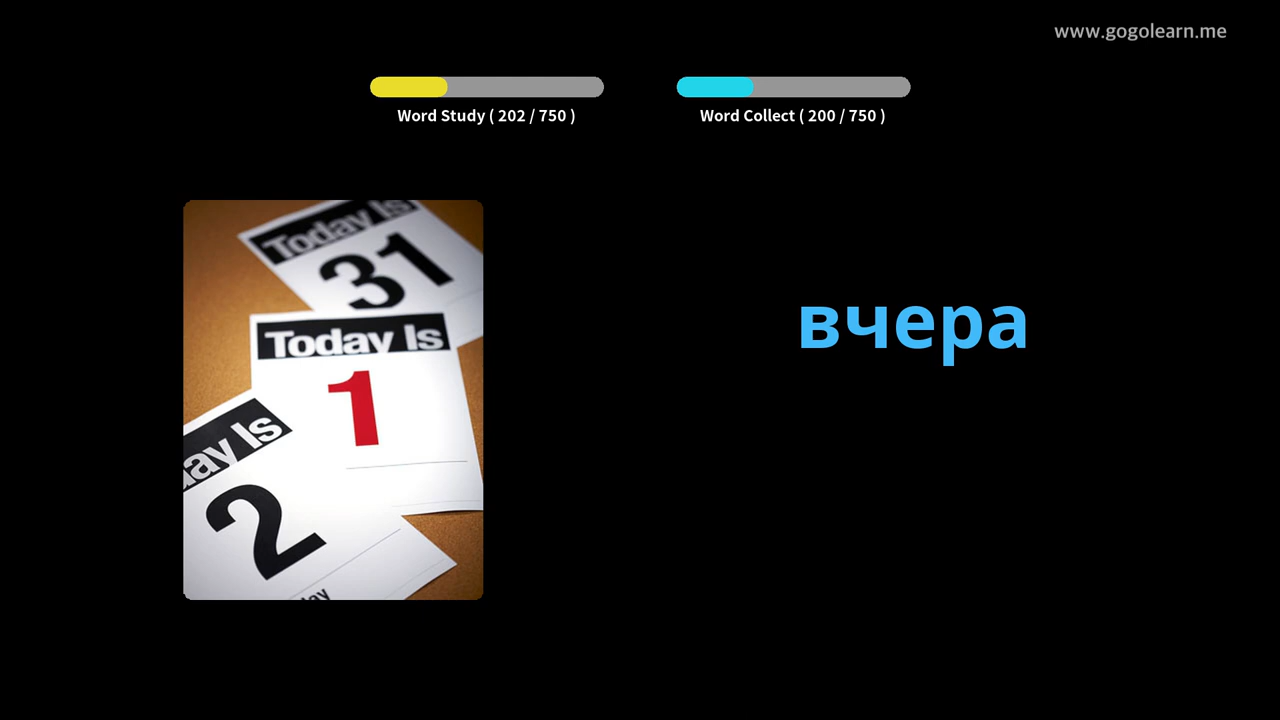 www.gogolearn.me
Word Study ( 202 / 750 )
Word Collect ( 200 / 750 )
Today Is
31
Today Is
1
ay Is
2
вчера